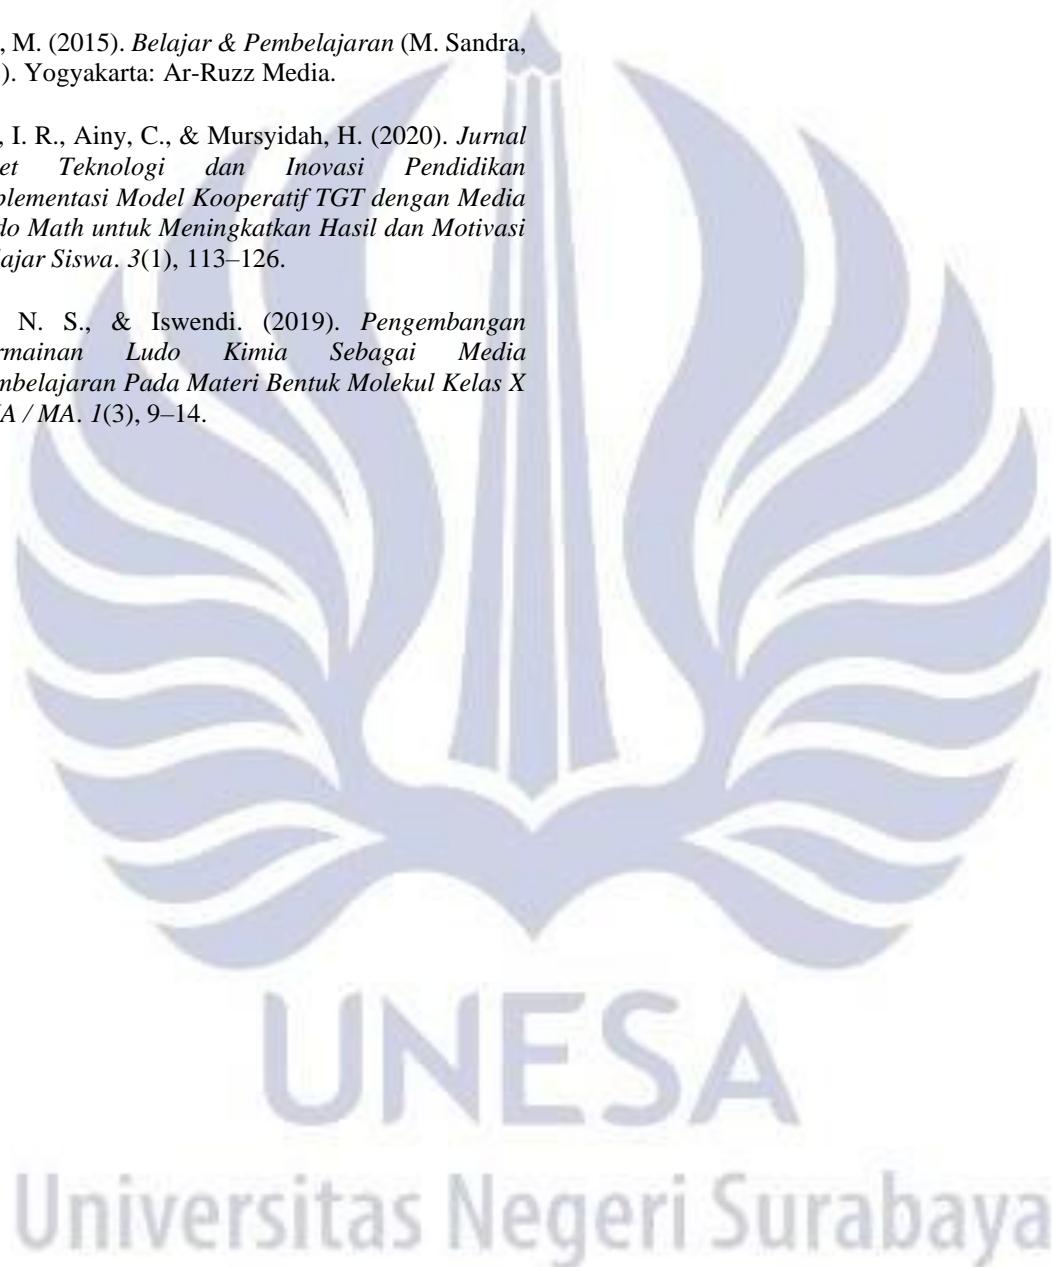 , M. (2015). Belajar & Pembelajaran (M. Sandra,
). Yogyakarta: Ar-Ruzz Media.
, I. R., Ainy, C., & Mursyidah, H. (2020). Jurnal
et Teknologi dan Inovasi Pendidikan
plementasi Model Kooperatif TGT dengan Media
do Math untuk Meningkatkan Hasil dan Motivasi
lajar Siswa. 3(1), 113–126.
N. S., & Iswendi. (2019). Pengembangan
rmainan Ludo Kimia Sebagai Media
mbelajaran Pada Materi Bentuk Molekul Kelas X
IA / MA. 1(3), 9–14.
UNESA
Universitas Negeri Surabaya